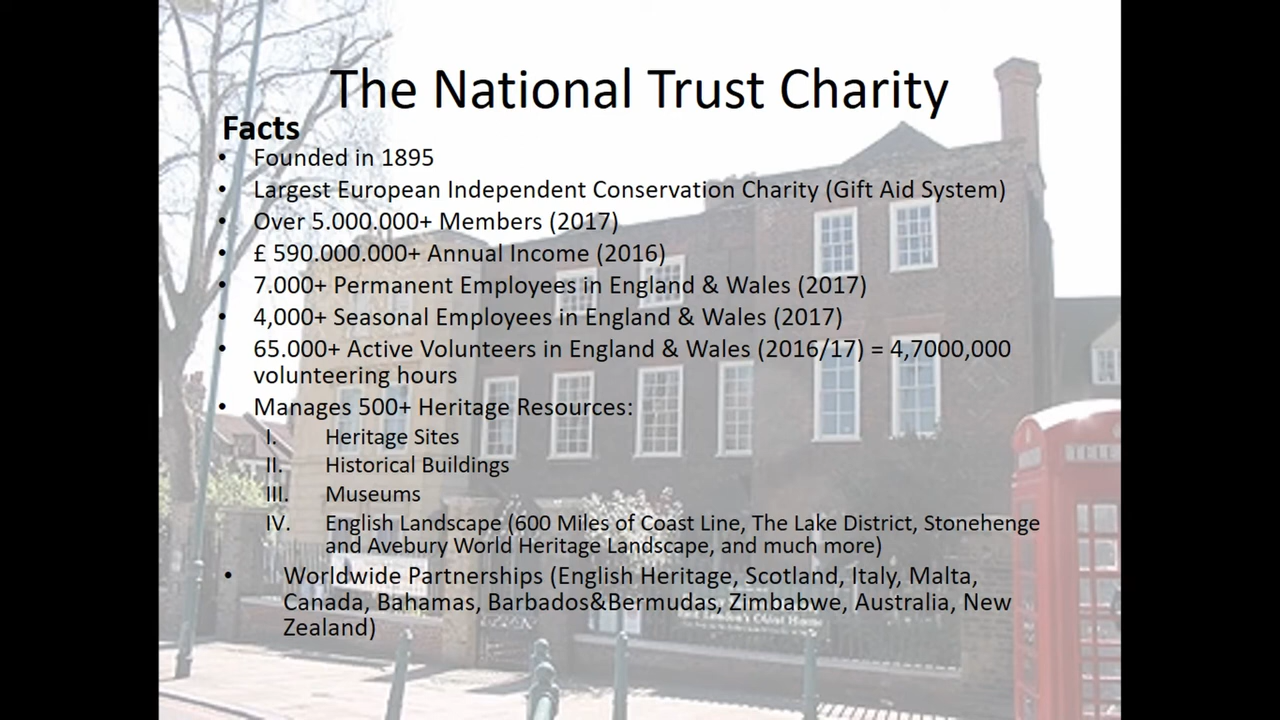 The National Trust Charity
Facts
• Founded in 1895
• Largest European Independent Conservation Charity (Gift Aid System)
• Over 5.000.000+ Members (2017)
• £ 590.000.000+ Annual Income (2016)
• 7.000+ Permanent Employees in England & Wales (2017)
• 4,000+ Seasonal Employees in England & Wales (2017)
• 65.000+ Active Volunteers in England & Wales (2016/17) = 4,7000,000
volunteering hours
• Manages 500+ Heritage Resources:
I. Heritage Sites
II. Historical Buildings
III. Museums
IV. English Landscape (600 Miles of Coast Line, The Lake District, Stonehenge
and Avebury World Heritage Landscape, and much more)
• Worldwide Partnerships (English Heritage, Scotland, Italy, Malta,
Canada, Bahamas, Barbados&Bermudas, Zimbabwe, Australia, New
Zealand)